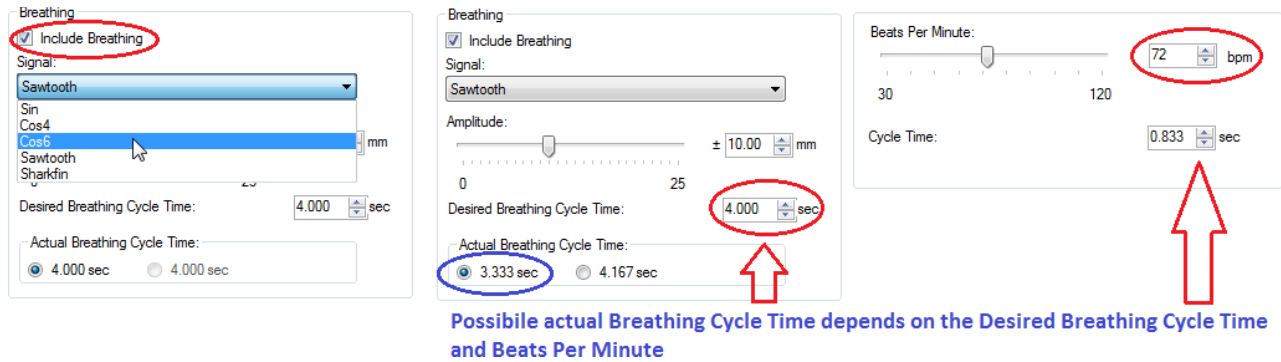 Breathing
Include Breathing
Signal:
Sawtooth
Sin
Cos4
Cos6
Sawtooth
Sharkfin
mm
Desired Breathing Cycle Time:
4.000 sec
Actual Breathing Cycle Time:
4.000 sec 4.000 sec
Breathing
Include Breathing
Signal:
Sawtooth
Amplitude:
± 10.00 mm
0 25
Desired Breathing Cycle Time:
4.000 sec
Actual Breathing Cycle Time:
3.333 sec 4.167 sec
Beats Per Minute:
72 bpm
30 120
Cycle Time:
0.833 sec
Possibile actual Breathing Cycle Time depends on the Desired Breathing Cycle Time
and Beats Per Minute